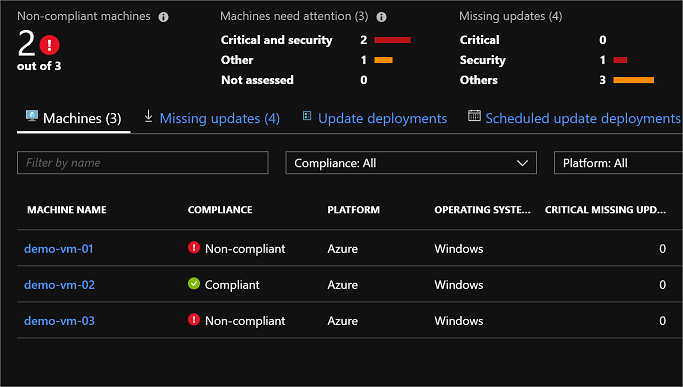 Non-compliant machines
2
out of 3
Machines need attention (3)
Critical and security 2
Other 1
Not assessed 0
Missing updates (4)
Critical 0
Security 1
Others 3
Machines (3) Missing updates (4) Update deployments Scheduled update deployments
Filter by name Compliance: All Platform: All
MACHINE NAME COMPLIANCE PLATFORM OPERATING SYSTE... CRITICAL MISSING UPD...
demo-vm-01 Non-compliant Azure Windows 0
demo-vm-02 Compliant Azure Windows 0
demo-vm-03 Non-compliant Azure Windows 0